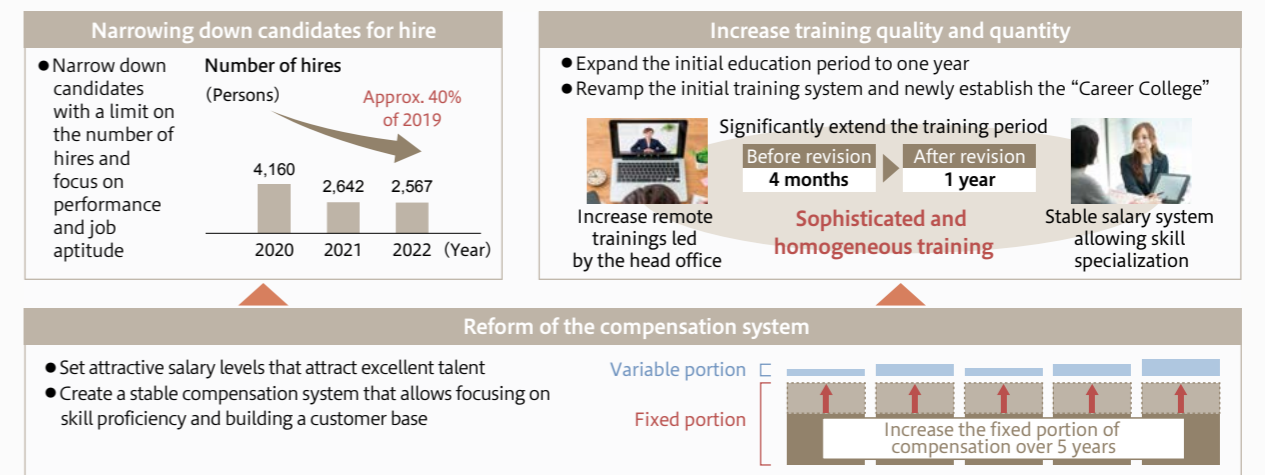 Narrowing down candidates for hire
● Narrow down
candidates
with a limit on
the number of
hires and
focus on
performance
and job
aptitude
Number of hires
(Persons)
Approx. 40%
of 2019
4,160
2,642
2,567
2020
2021
2022
(Year)
Increase training quality and quantity
● Expand the initial education period to one year
● Revamp the initial training system and newly establish the “Career College”
Significantly extend the training period
Before revision
4 months
After revision
1 year
Increase remote
trainings led
by the head office
Sophisticated and
homogeneous training
Stable salary system
allowing skill
specialization
Reform of the compensation system
● Set attractive salary levels that attract excellent talent
● Create a stable compensation system that allows focusing on
skill proficiency and building a customer base
Variable portion
Fixed portion
Increase the fixed portion of
compensation over 5 years